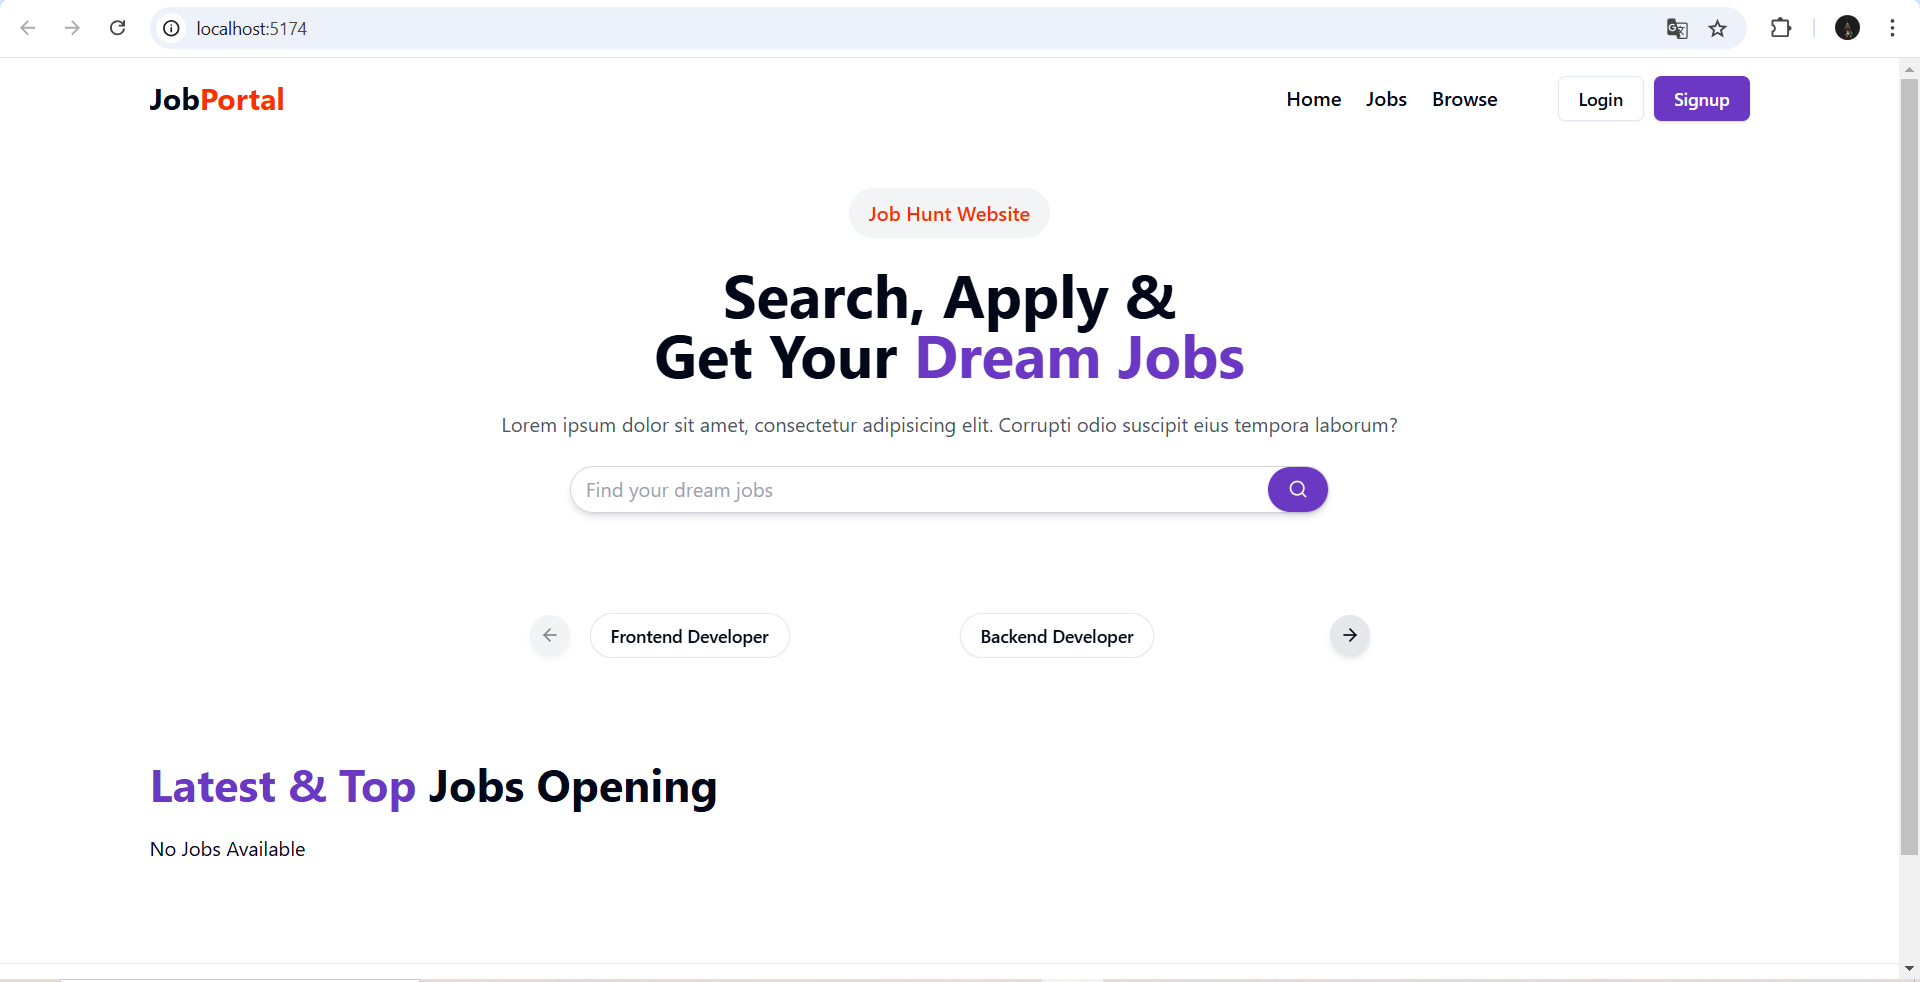 localhost:5174
JobPortal
Home Jobs Browse Login Signup
Job Hunt Website
Search, Apply &
Get Your Dream Jobs
Lorem ipsum dolor sit amet, consectetur adipisicing elit. Corrupti odio suscipit eius tempora laborum?
Find your dream jobs
Frontend Developer Backend Developer
Latest & Top Jobs Opening
No Jobs Available